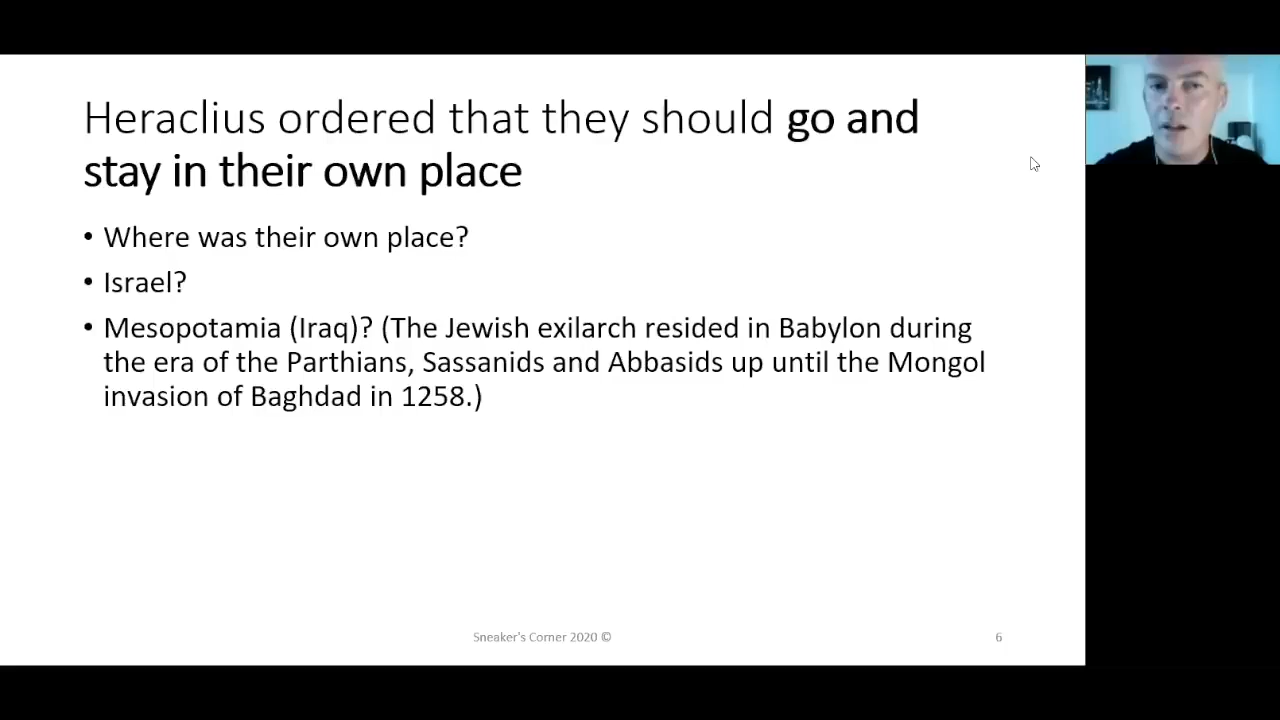 Heraclius ordered that they should go and
stay in their own place
• Where was their own place?
• Israel?
• Mesopotamia (Iraq)? (The Jewish exilarch resided in Babylon during
the era of the Parthians, Sassanids and Abbasids up until the Mongol
invasion of Baghdad in 1258.)
Sneaker's Corner 2020 ©
6